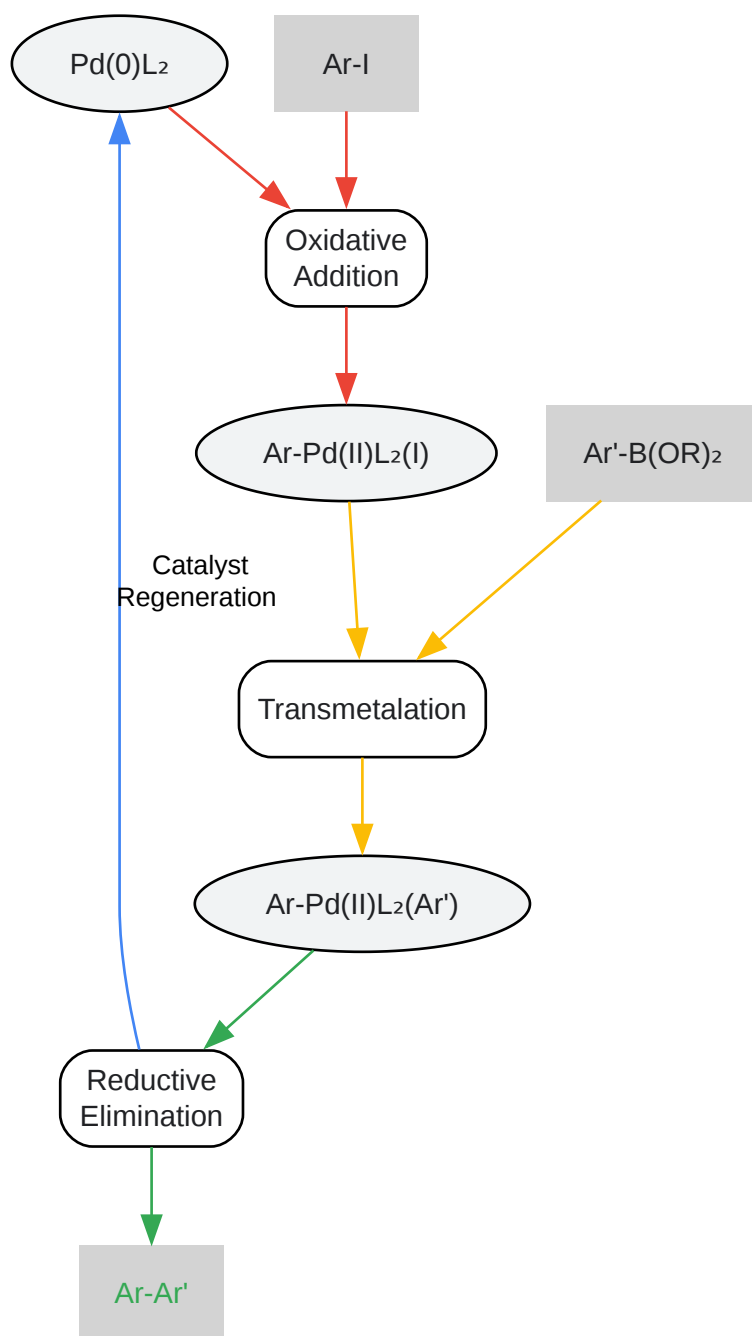 Pd(0)L₂
Ar-I
Oxidative
Addition
Ar-Pd(II)L₂(I)
Ar'-B(OR)₂
Catalyst
Regeneration
Transmetalation
Ar-Pd(II)L₂(Ar')
Reductive
Elimination
Ar-Ar'